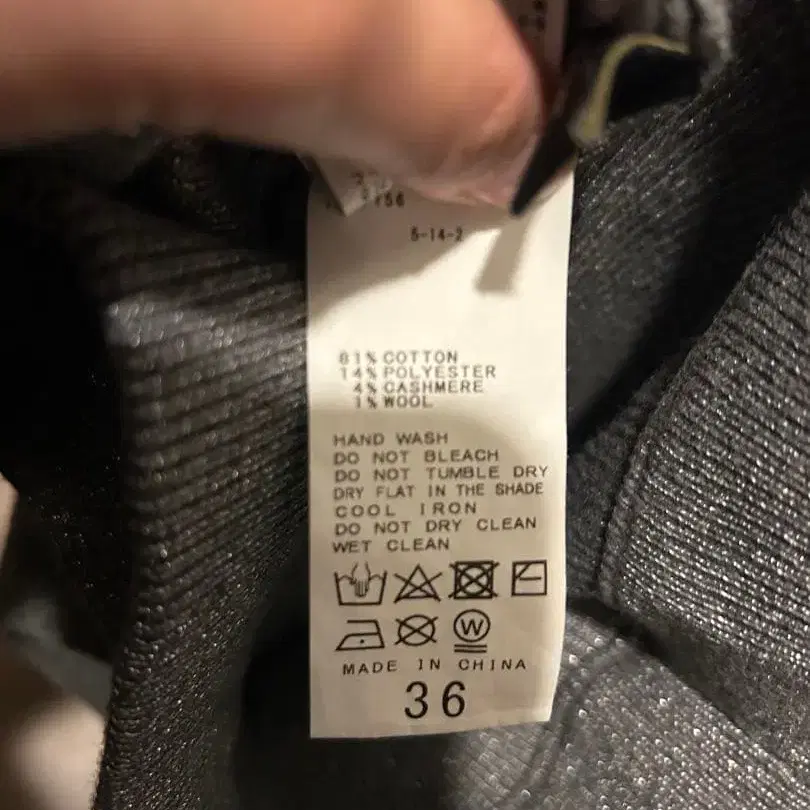 5-14-2
81% COTTON
14% POLYESTER
4% CASHMERE
1% WOOL
HAND WASH
DO NOT BLEACH
DO NOT TUMBLE DRY
DRY FLAT IN THE SHADE
COOL IRON
DO NOT DRY CLEAN
WET CLEAN
W
MADE IN CHINA
36